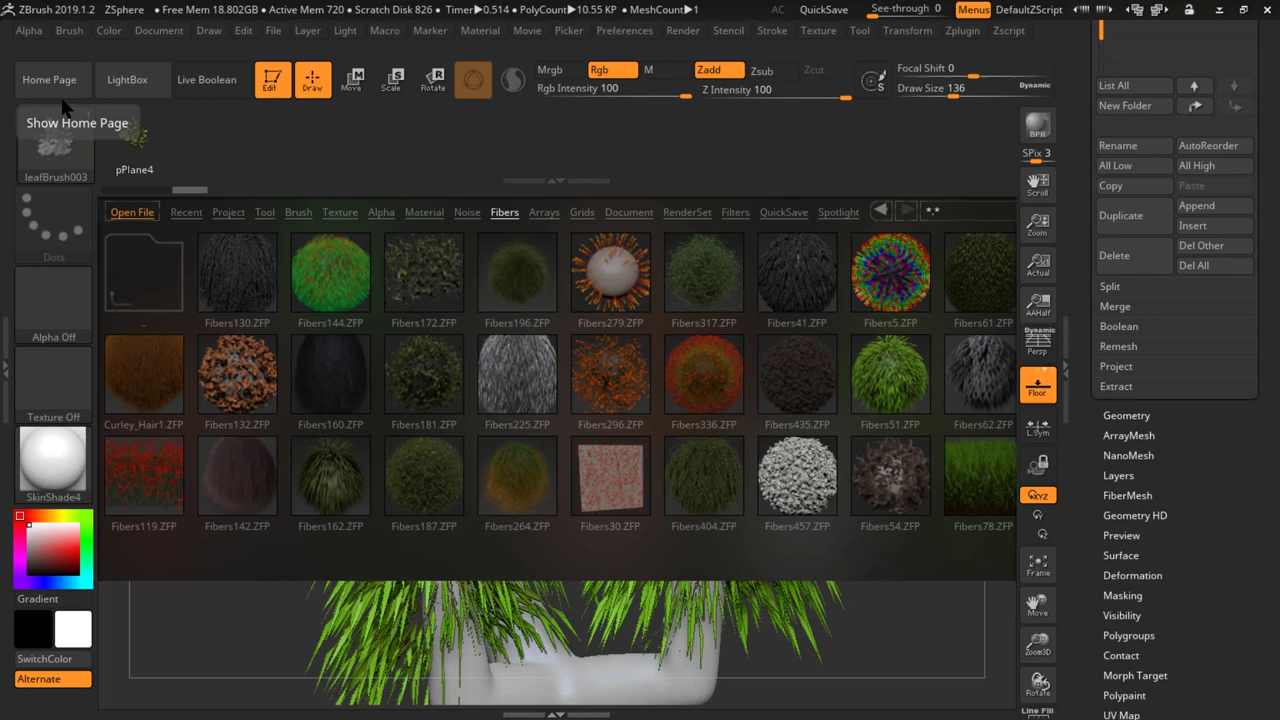 ZBrush 2019.1.2 ZSphere • Free Mem 18.802GB • Active Mem 720 • Scratch Disk 826 • Timer▶0.514 • PolyCount▶10.55 KP • MeshCount▶1 AC QuickSave See-through 0 Menus DefaultZScript
Alpha Brush Color Document Draw Edit File Layer Light Macro Marker Material Movie Picker Preferences Render Stencil Stroke Texture Tool Transform Zplugin Zscript
Home Page LightBox Live Boolean Edit Draw Move Scale Rotate
Mrgb Rgb M Zadd Zsub Zcut
Rgb Intensity 100 Z Intensity 100
Focal Shift 0
Draw Size 136 Dynamic
Show Home Page
leafBrush003
pPlane4
Dots
Alpha Off
Texture Off
SkinShade4
Gradient
SwitchColor
Alternate
Open File Recent Project Tool Brush Texture Alpha Material Noise Fibers Arrays Grids Document RenderSet Filters QuickSave Spotlight *.*
.. Fibers130.ZFP Fibers144.ZFP Fibers172.ZFP Fibers196.ZFP Fibers279.ZFP Fibers317.ZFP Fibers41.ZFP Fibers5.ZFP Fibers61.ZFP
Curley_Hair1.ZFP Fibers132.ZFP Fibers160.ZFP Fibers181.ZFP Fibers225.ZFP Fibers296.ZFP Fibers336.ZFP Fibers435.ZFP Fibers51.ZFP Fibers62.ZFP
Fibers119.ZFP Fibers142.ZFP Fibers162.ZFP Fibers187.ZFP Fibers264.ZFP Fibers30.ZFP Fibers404.ZFP Fibers457.ZFP Fibers54.ZFP Fibers78.ZFP
BPR
SPix 3
Scroll
Zoom
Actual
AAHalf
Dynamic
Persp
Floor
L.Sym
XYZ
Frame
Move
Zoom3D
Rotate
Line Fill
List All
New Folder
Rename AutoReorder
All Low All High
Copy Paste
Duplicate Append
Insert
Delete Del Other
Del All
Split
Merge
Boolean
Remesh
Project
Extract
Geometry
ArrayMesh
NanoMesh
Layers
FiberMesh
Geometry HD
Preview
Surface
Deformation
Masking
Visibility
Polygroups
Contact
Morph Target
Polypaint
UV Map